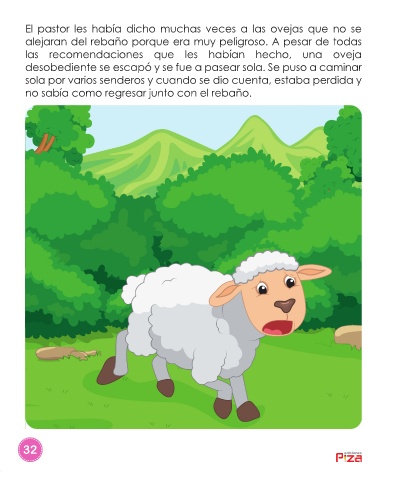 El pastor les había dicho muchas veces a las ovejas que no se
alejaran del rebaño porque era muy peligroso. A pesar de todas
las recomendaciones que les habían hecho, una oveja
desobediente se escapó y se fue a pasear sola. Se puso a caminar
sola por varios senderos y cuando se dio cuenta, estaba perdida y
no sabía como regresar junto con el rebaño.
32
Piza